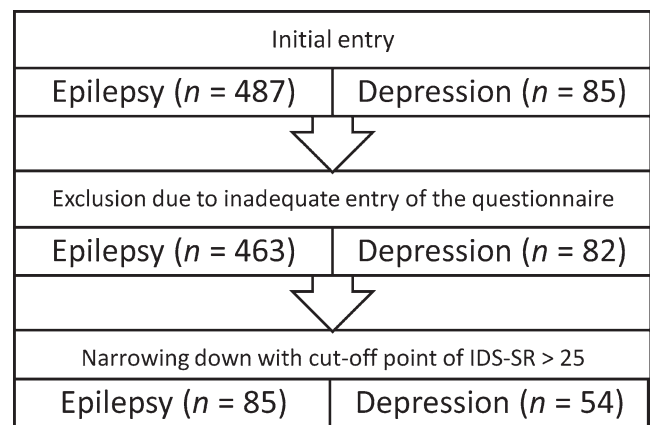 Initial entry
Epilepsy (n = 487) Depression (n = 85)
Exclusion due to inadequate entry of the questionnaire
Epilepsy (n = 463) Depression (n = 82)
Narrowing down with cut-off point of IDS-SR > 25
Epilepsy (n = 85) Depression (n = 54)